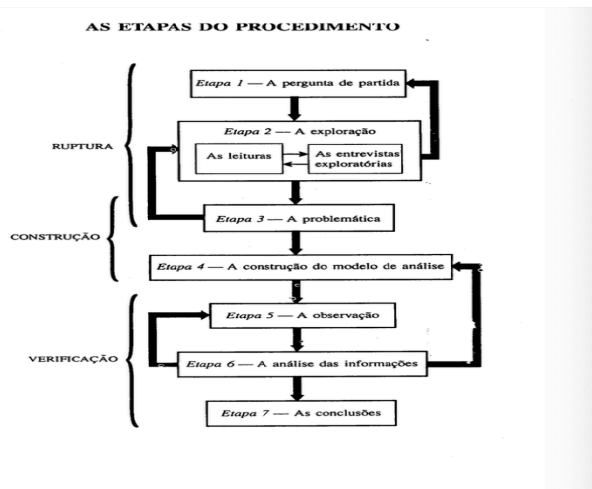 AS ETAPAS DO PROCEDIMENTO
Etapa 1 — A pergunta de partida
Etapa 2 — A exploração
As leituras
As entrevistas
exploratórias
RUPTURA
Etapa 3 — A problemática
CONSTRUÇÃO
Etapa 4 — A construção do modelo de análise
Etapa 5 — A observação
VERIFICAÇÃO
Etapa 6 — A análise das informações
Etapa 7 — As conclusões